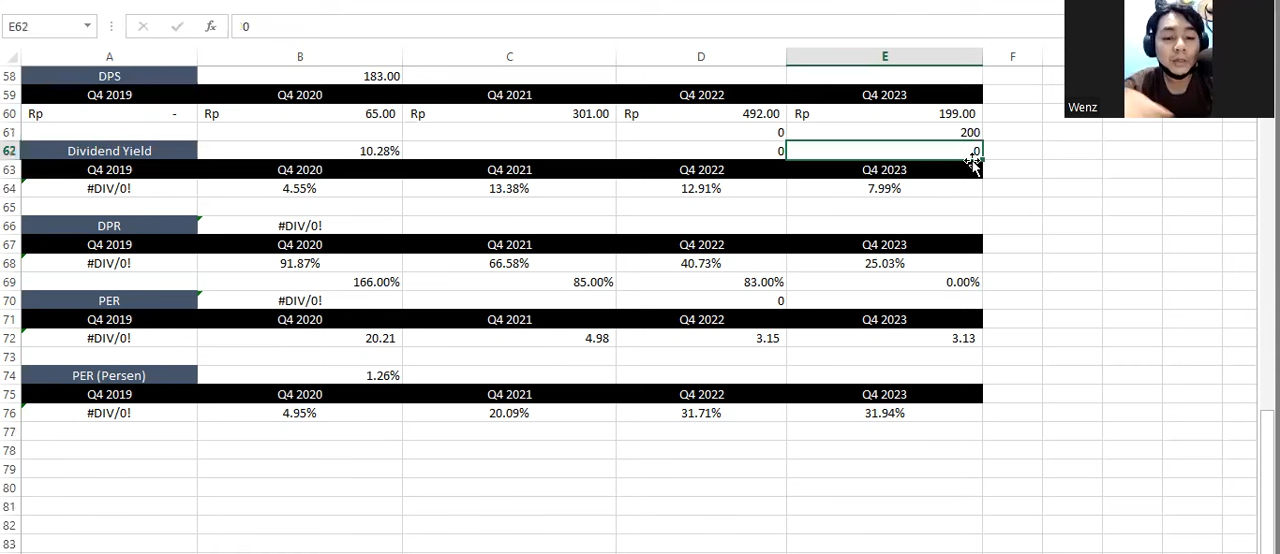 E62 fx 0
A B C D E F
58 DPS 183.00
59 Q4 2019 Q4 2020 Q4 2021 Q4 2022 Q4 2023
60 Rp - Rp 65.00 Rp 301.00 Rp 492.00 Rp 199.00
Wenz
61 0 200
62 Dividend Yield 10.28% 0 0
63 Q4 2019 Q4 2020 Q4 2021 Q4 2022 Q4 2023
64 #DIV/0! 4.55% 13.38% 12.91% 7.99%
65
66 DPR #DIV/0!
67 Q4 2019 Q4 2020 Q4 2021 Q4 2022 Q4 2023
68 #DIV/0! 91.87% 66.58% 40.73% 25.03%
69 166.00% 85.00% 83.00% 0.00%
70 PER #DIV/0! 0
71 Q4 2019 Q4 2020 Q4 2021 Q4 2022 Q4 2023
72 #DIV/0! 20.21 4.98 3.15 3.13
73
74 PER (Persen) 1.26%
75 Q4 2019 Q4 2020 Q4 2021 Q4 2022 Q4 2023
76 #DIV/0! 4.95% 20.09% 31.71% 31.94%
77
78
79
80
81
82
83